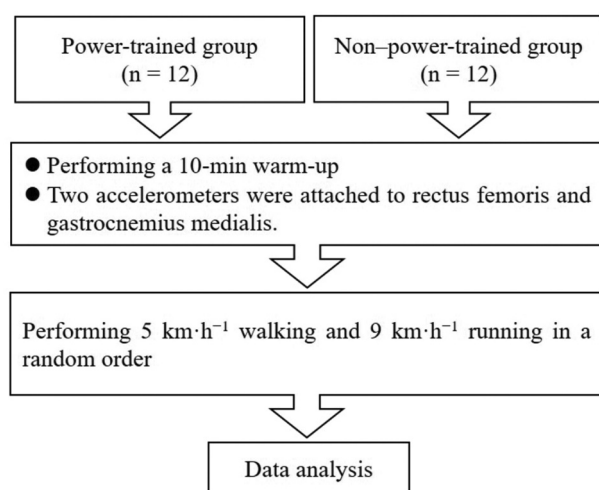 Power-trained group
(n = 12)
Non–power-trained group
(n = 12)
● Performing a 10-min warm-up
● Two accelerometers were attached to rectus femoris and
gastrocnemius medialis.
Performing 5 km·h⁻¹ walking and 9 km·h⁻¹ running in a
random order
Data analysis